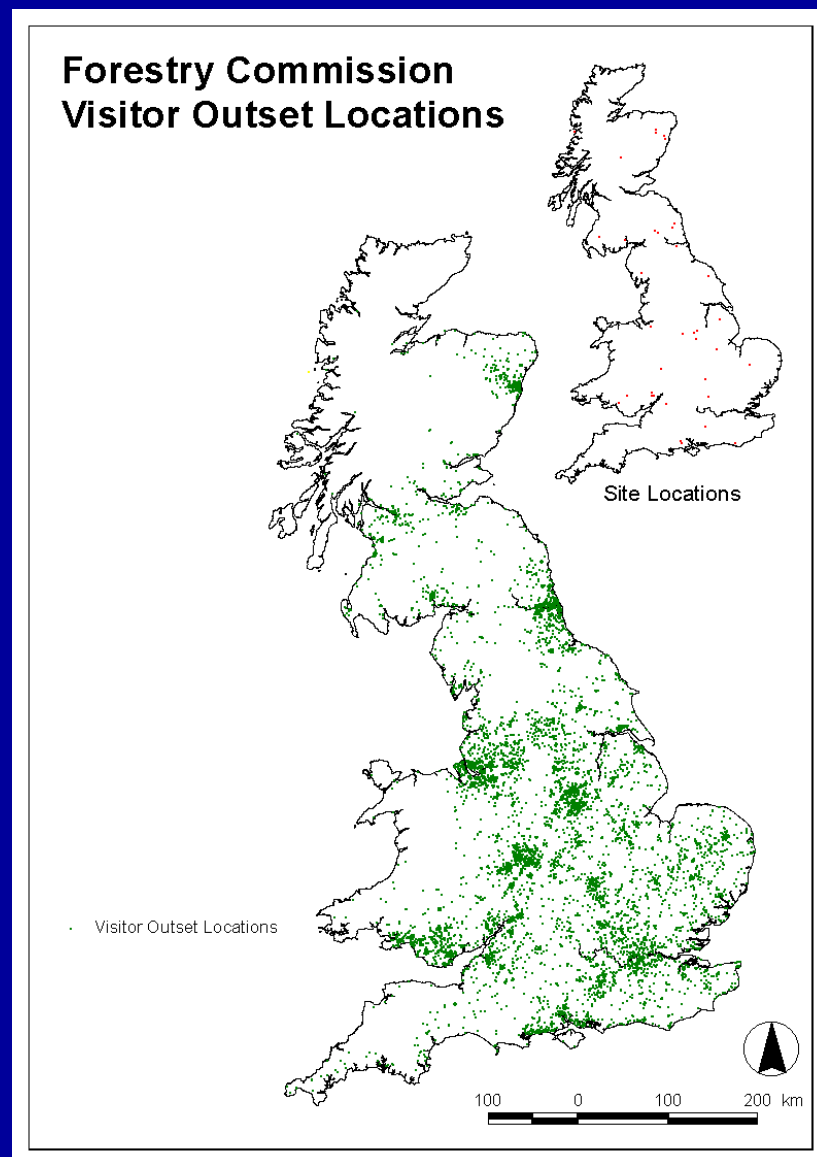 Forestry Commission
Visitor Outset Locations
Site Locations
Visitor Outset Locations
100 0 100 200 km